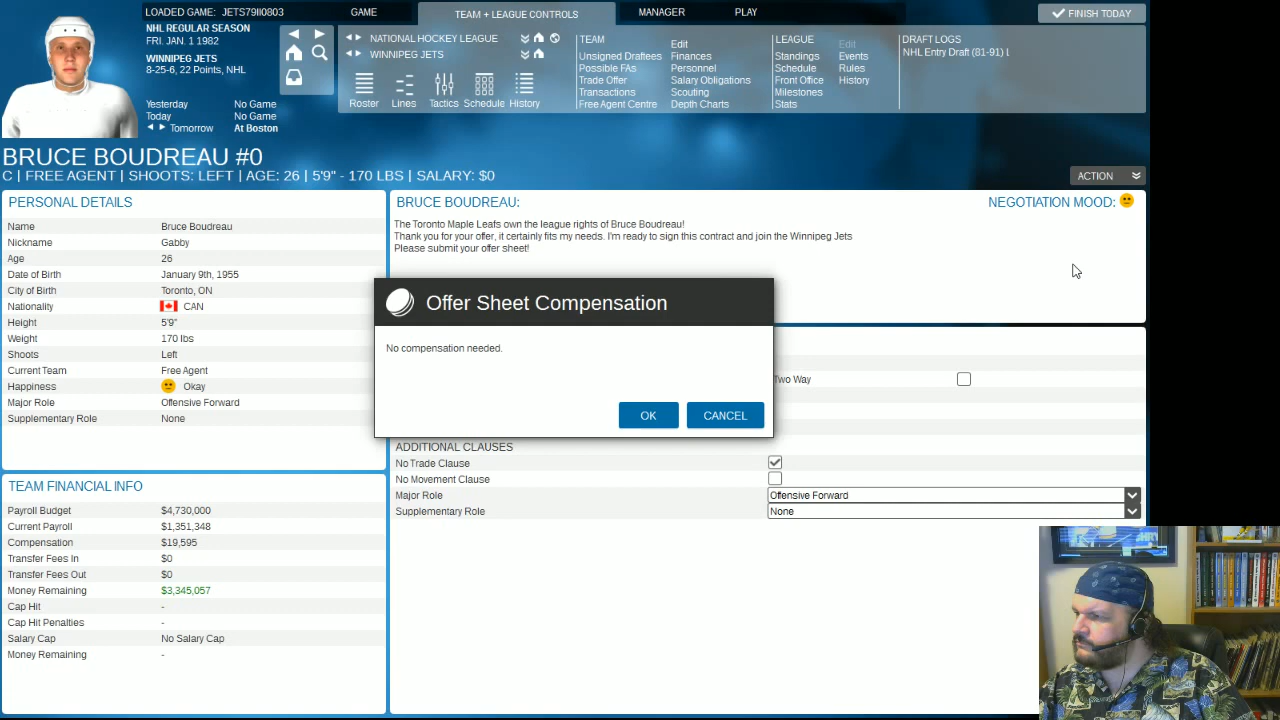 LOADED GAME: JETS79II0803
GAME
TEAM + LEAGUE CONTROLS
MANAGER
PLAY
FINISH TODAY
NHL REGULAR SEASON
FRI. JAN. 1 1982
WINNIPEG JETS
8-25-6, 22 Points, NHL
Yesterday No Game
Today No Game
Tomorrow At Boston
NATIONAL HOCKEY LEAGUE
WINNIPEG JETS
Roster Lines Tactics Schedule History
TEAM
Unsigned Draftees
Possible FAs
Trade Offer
Transactions
Free Agent Centre
Edit
Finances
Personnel
Salary Obligations
Scouting
Depth Charts
LEAGUE
Standings
Schedule
Front Office
Milestones
Stats
Edit
Events
Rules
History
DRAFT LOGS
NHL Entry Draft (81-91) l
BRUCE BOUDREAU #0
C | FREE AGENT | SHOOTS: LEFT | AGE: 26 | 5'9" - 170 LBS | SALARY: $0
ACTION
PERSONAL DETAILS
Name Bruce Boudreau
Nickname Gabby
Age 26
Date of Birth January 9th, 1955
City of Birth Toronto, ON
Nationality CAN
Height 5'9"
Weight 170 lbs
Shoots Left
Current Team Free Agent
Happiness Okay
Major Role Offensive Forward
Supplementary Role None
TEAM FINANCIAL INFO
Payroll Budget $4,730,000
Current Payroll $1,351,348
Compensation $19,595
Transfer Fees In $0
Transfer Fees Out $0
Money Remaining $3,345,057
Cap Hit -
Cap Hit Penalties -
Salary Cap No Salary Cap
Money Remaining -
BRUCE BOUDREAU:
NEGOTIATION MOOD:
The Toronto Maple Leafs own the league rights of Bruce Boudreau!
Thank you for your offer, it certainly fits my needs. I'm ready to sign this contract and join the Winnipeg Jets
Please submit your offer sheet!
Offer Sheet Compensation
No compensation needed.
OK
CANCEL
Two Way
ADDITIONAL CLAUSES
No Trade Clause
No Movement Clause
Major Role Offensive Forward
Supplementary Role None